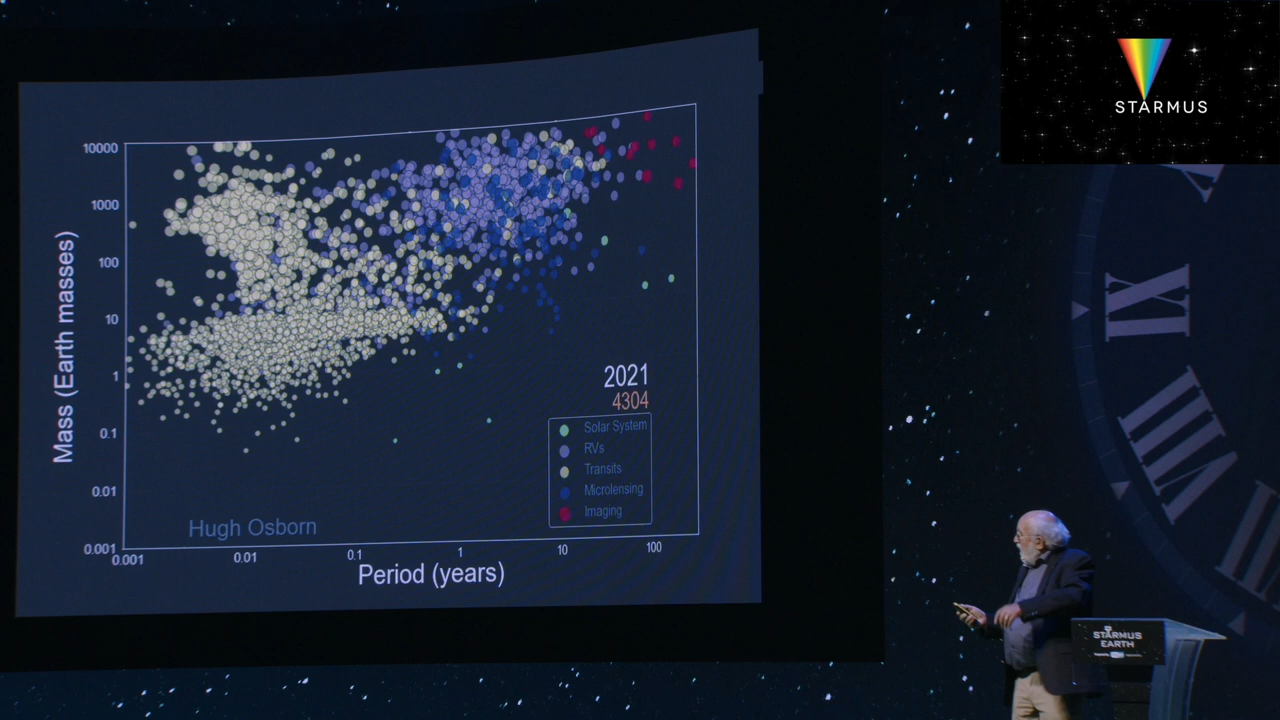 STARMUS
10000
1000
100
10
1
0.1
0.01
0.001
Mass (Earth masses)
2021
4304
Solar System
RVs
Transits
Microlensing
Imaging
Hugh Osborn
0.001
0.01
0.1
1
10
100
Period (years)
IX
VIII
STARMUS
EARTH